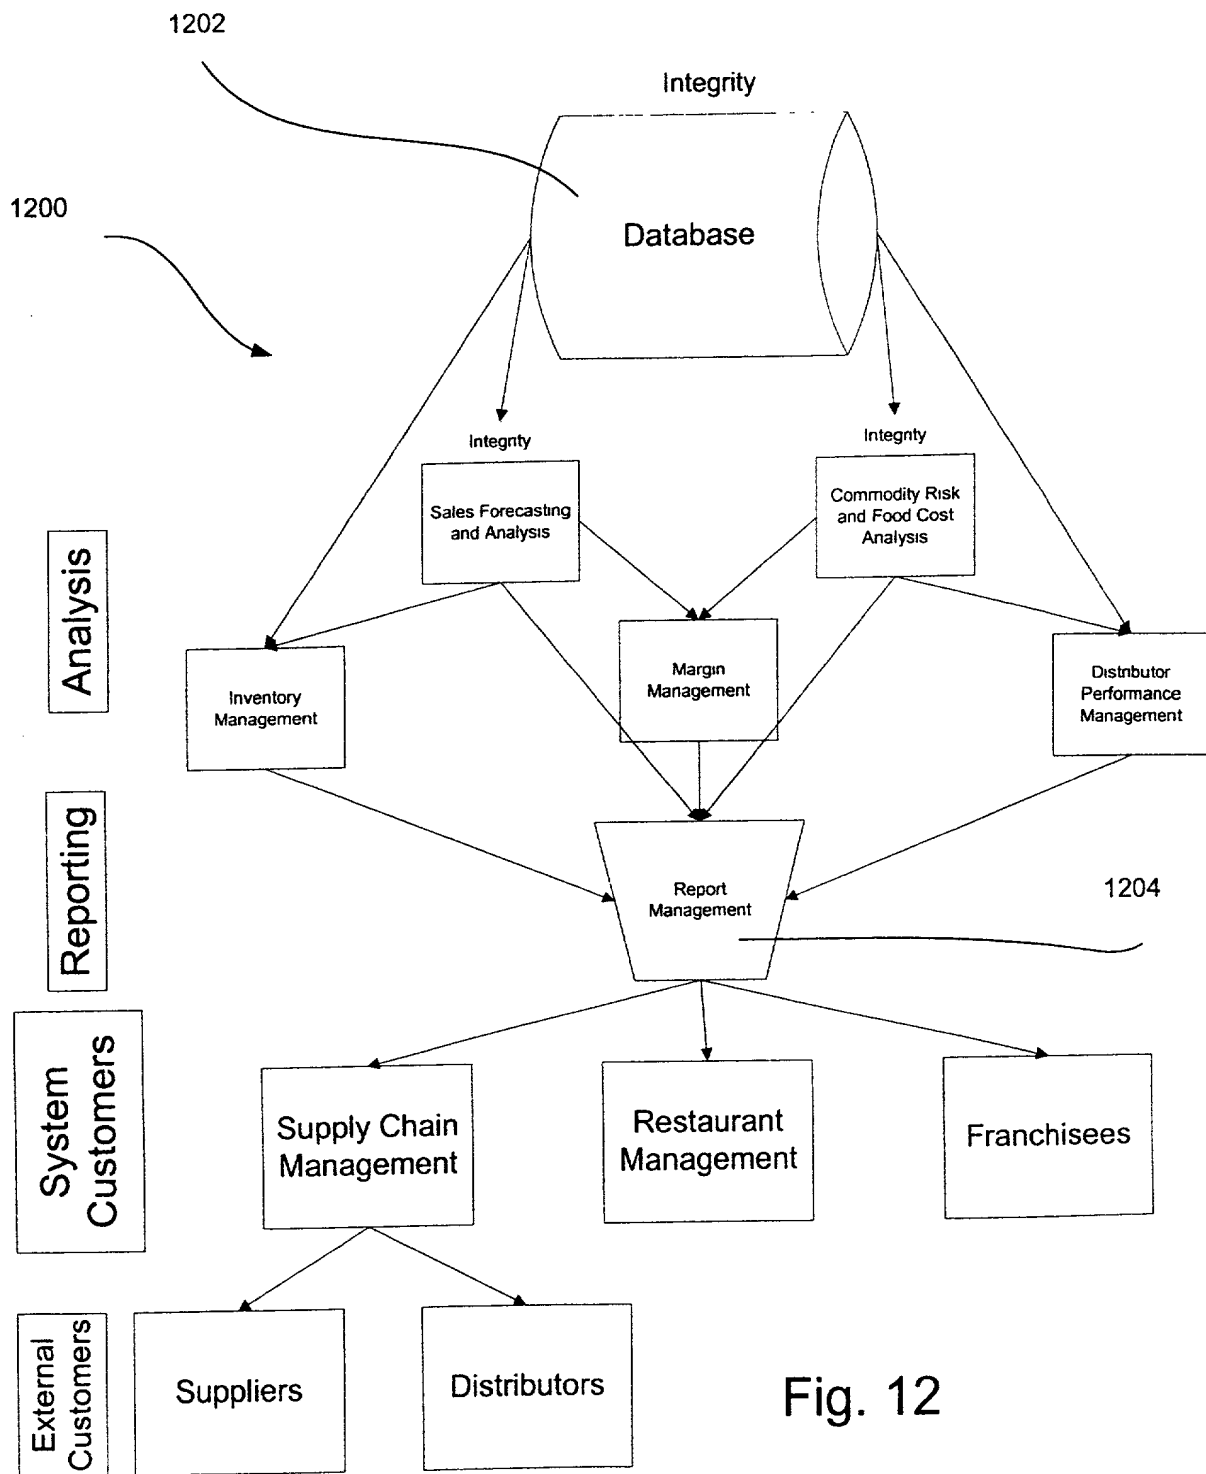 1202
Integrity
1200
Database
Integrity
Integrity
Sales Forecasting
and Analysis
Commodity Risk
and Food Cost
Analysis
Analysis
Inventory
Management
Margin
Management
Distributor
Performance
Management
Reporting
Report
Management
1204
System
Customers
Supply Chain
Management
Restaurant
Management
Franchisees
External
Customers
Suppliers
Distributors
Fig. 12